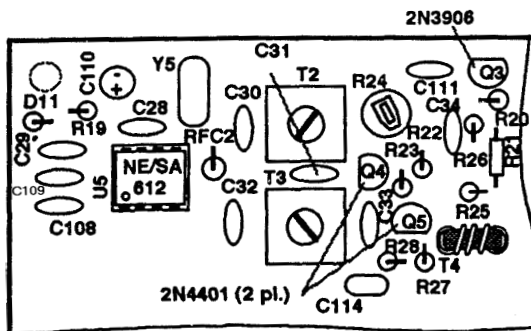 2N3906
C31
Y5
C110
T2
Q3
D11
C30
R24
C111
C34
R20
C28
R19
RFC2
R22
R21
C29
NE/SA
612
U5
C109
T3
Q4
R23
R26
C32
C33
R25
C108
Q5
R28
T4
2N4401 (2 pl.)
R27
C114